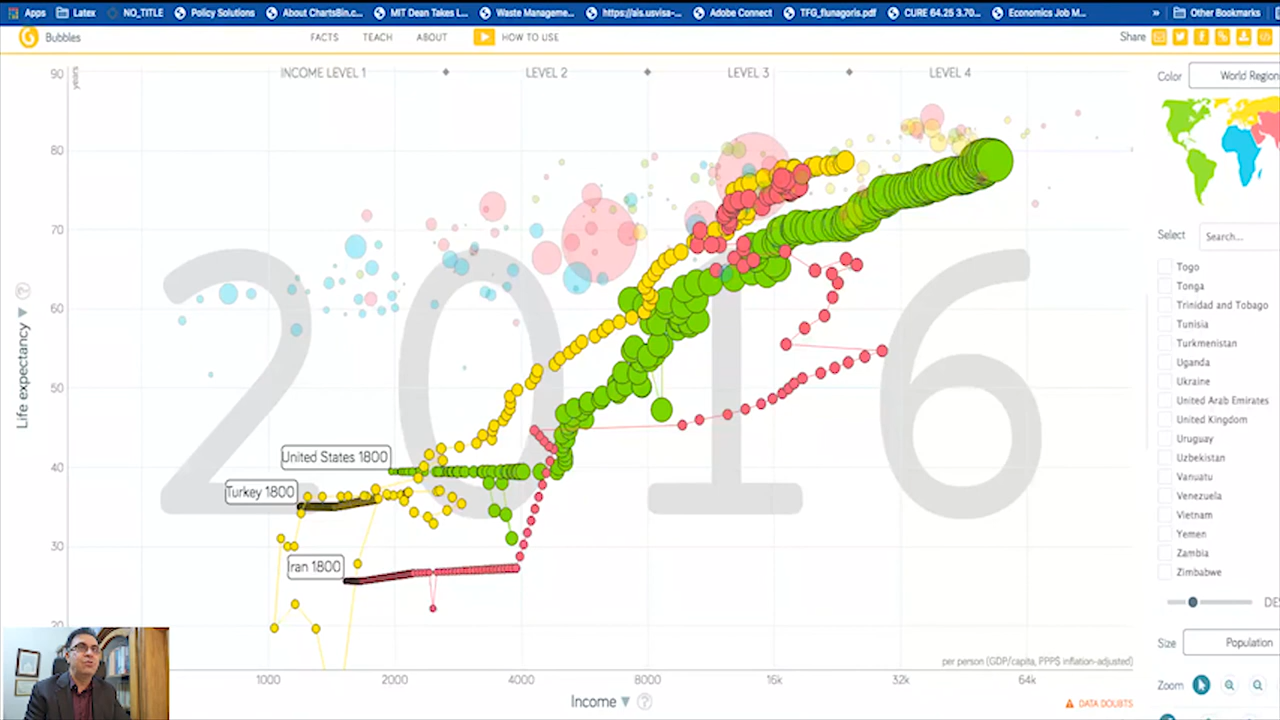 Apps Latex NO_TITLE Policy Solutions About ChartsBin.c... MIT Dean Takes L... Waste Manageme... https://ais.usvisa-... Adobe Connect TFG_flunagoris.pdf CURE 64.25 3.70... Economics Job M... » Other Bookmarks
Bubbles FACTS TEACH ABOUT HOW TO USE Share
INCOME LEVEL 1 LEVEL 2 LEVEL 3 LEVEL 4
Color World Region
years
90
80
70
60
50
40
30
20
Life expectancy ▼ ?
2016
United States 1800
Turkey 1800
Iran 1800
per person (GDP/capita, PPP$ inflation-adjusted)
1000 2000 4000 8000 16k 32k 64k
Income ▼ ?
DATA DOUBTS
Select Search...
Togo
Tonga
Trinidad and Tobago
Tunisia
Turkey
Turkmenistan
Uganda
Ukraine
United Arab Emirates
United Kingdom
Uruguay
Uzbekistan
Vanuatu
Venezuela
Vietnam
Yemen
Zambia
Zimbabwe
DE
Size Population
Zoom